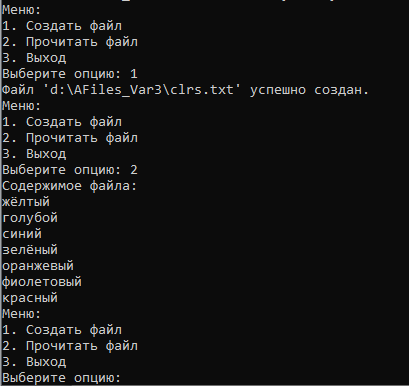 Меню:
1. Создать файл
2. Прочитать файл
3. Выход
Выберите опцию: 1
Файл 'd:\AFiles_Var3\clrs.txt' успешно создан.
Меню:
1. Создать файл
2. Прочитать файл
3. Выход
Выберите опцию: 2
Содержимое файла:
жёлтый
голубой
синий
зелёный
оранжевый
фиолетовый
красный
Меню:
1. Создать файл
2. Прочитать файл
3. Выход
Выберите опцию: